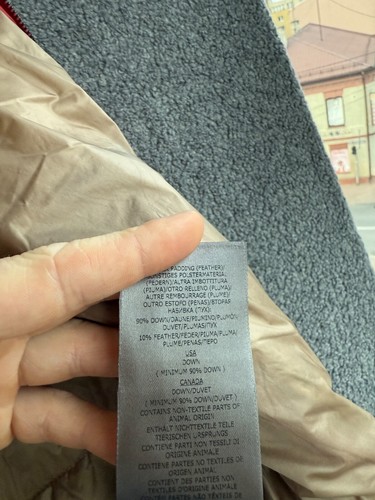 PADDING (FEATHER)/
SONSTIGES POLSTERMATERIAL
(FEDERN)/ALTRA IMBOTTITURA
(PIUMA)/OTRO RELLENO (PLUMA)/
AUTRE REMBOURRAGE (PLUME)/
OUTRO ESTOFO (PENAS)/ВТОРАЯ
НАБИВКА (ПУХ):
90% DOWN/DAUNE/PIUMINO/PLUMÓN/
DUVET/PLUMAS/ПУХ
10% FEATHER/FEDER/PIUMA/PLUMA/
PLUME/PENAS/ПЕРО
USA
DOWN
( MINIMUM 90% DOWN )
CANADA
DOWN/DUVET
( MINIMUM 90% DOWN/DUVET )
CONTAINS NON-TEXTILE PARTS OF
ANIMAL ORIGIN
ENTHÄLT NICHTTEXTILE TEILE
TIERISCHEN URSPRUNGS
CONTIENE PARTI NON TESSILI DI
ORIGINE ANIMALE
CONTIENE PARTES NO TEXTILES DE
ORIGEN ANIMAL
CONTIENT DES PARTIES NON
TEXTILES D'ORIGINE ANIMALE